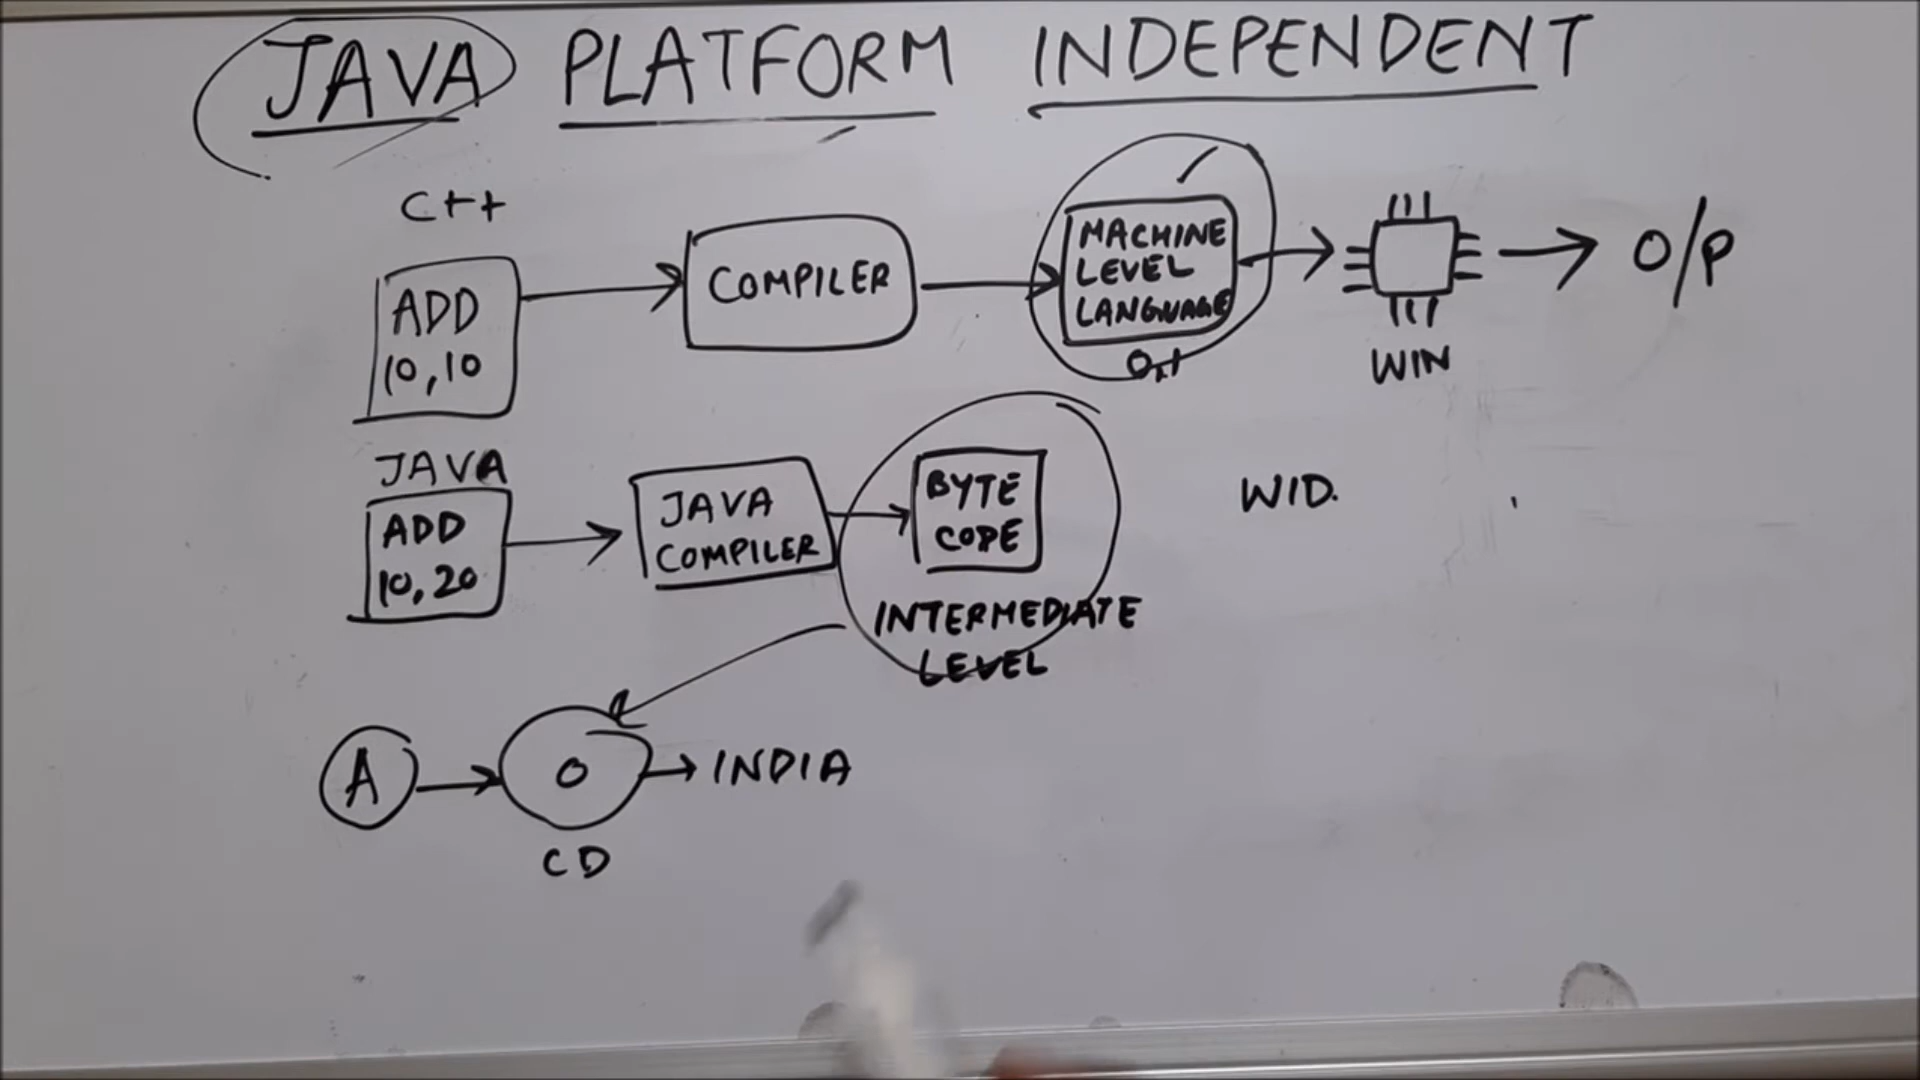 JAVA PLATFORM INDEPENDENT
C++
ADD
10,10
COMPILER
MACHINE
LEVEL
LANGUAGE
0,1
WIN
O/P
JAVA
ADD
10,20
JAVA
COMPILER
BYTE
CODE
INTERMEDIATE
LEVEL
WID.
A
INDIA
CD